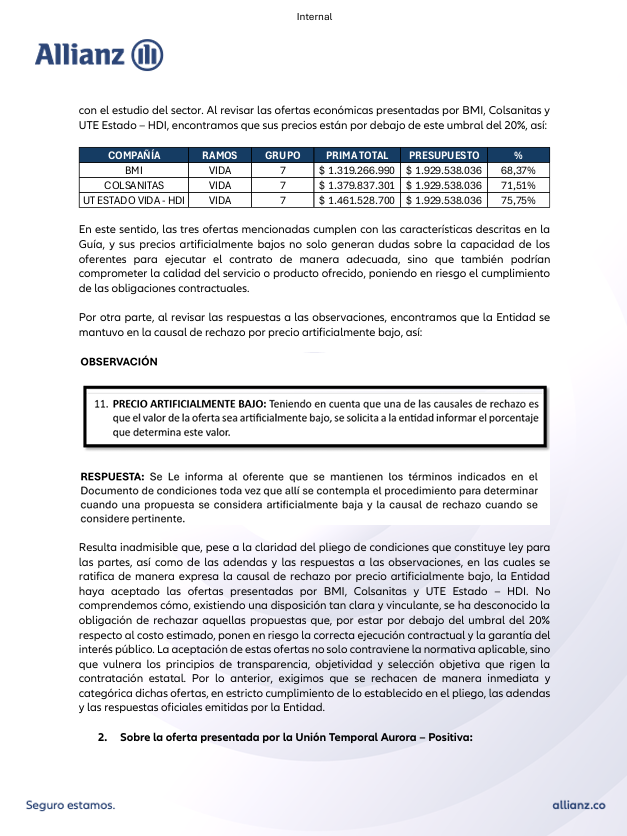 Internal
Allianz
con el estudio del sector. Al revisar las ofertas económicas presentadas por BMI, Colsanitas y
UTE Estado – HDI, encontramos que sus precios están por debajo de este umbral del 20%, así:
COMPAÑÍA RAMOS GRUPO PRIMA TOTAL PRESUPUESTO %
BMI VIDA 7 $ 1.319.266.990 $ 1.929.538.036 68,37%
COLSANITAS VIDA 7 $ 1.379.837.301 $ 1.929.538.036 71,51%
UT ESTADO VIDA - HDI VIDA 7 $ 1.461.528.700 $ 1.929.538.036 75,75%
En este sentido, las tres ofertas mencionadas cumplen con las características descritas en la
Guía, y sus precios artificialmente bajos no solo generan dudas sobre la capacidad de los
oferentes para ejecutar el contrato de manera adecuada, sino que también podrían
comprometer la calidad del servicio o producto ofrecido, poniendo en riesgo el cumplimiento
de las obligaciones contractuales.
Por otra parte, al revisar las respuestas a las observaciones, encontramos que la Entidad se
mantuvo en la causal de rechazo por precio artificialmente bajo, así:
OBSERVACIÓN
11. PRECIO ARTIFICIALMENTE BAJO: Teniendo en cuenta que una de las causales de rechazo es
que el valor de la oferta sea artificialmente bajo, se solicita a la entidad informar el porcentaje
que determina este valor.
RESPUESTA: Se Le informa al oferente que se mantienen los términos indicados en el
Documento de condiciones toda vez que allí se contempla el procedimiento para determinar
cuando una propuesta se considera artificialmente baja y la causal de rechazo cuando se
considere pertinente.
Resulta inadmisible que, pese a la claridad del pliego de condiciones que constituye ley para
las partes, así como de las adendas y las respuestas a las observaciones, en las cuales se
ratifica de manera expresa la causal de rechazo por precio artificialmente bajo, la Entidad
haya aceptado las ofertas presentadas por BMI, Colsanitas y UTE Estado – HDI. No
comprendemos cómo, existiendo una disposición tan clara y vinculante, se ha desconocido la
obligación de rechazar aquellas propuestas que, por estar por debajo del umbral del 20%
respecto al costo estimado, ponen en riesgo la correcta ejecución contractual y la garantía del
interés público. La aceptación de estas ofertas no solo contraviene la normativa aplicable, sino
que vulnera los principios de transparencia, objetividad y selección objetiva que rigen la
contratación estatal. Por lo anterior, exigimos que se rechacen de manera inmediata y
categórica dichas ofertas, en estricto cumplimiento de lo establecido en el pliego, las adendas
y las respuestas oficiales emitidas por la Entidad.
2. Sobre la oferta presentada por la Unión Temporal Aurora – Positiva:
Seguro estamos.
allianz.co